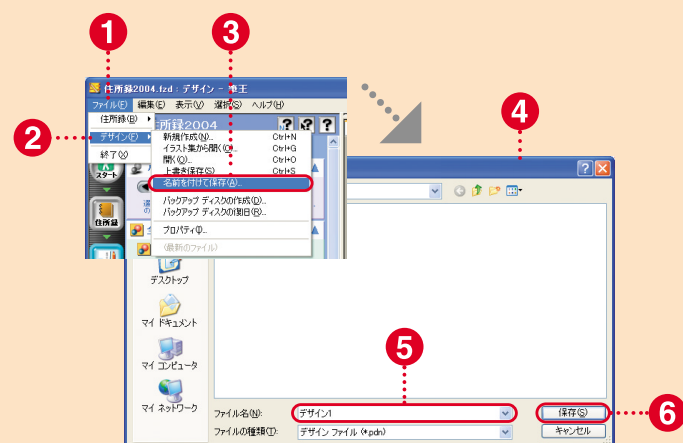 1
3
住所録2004.fzd : デザイン - 筆王
ファイル(F) 編集(E) 表示(V) 選択(S) ヘルプ(H)
住所録(B)
2
デザイン(F)
終了(X)
住所録2004
新規作成(N)... Ctrl+N
イラスト集から開く(C)... Ctrl+G
開く(O)... Ctrl+O
上書き保存(S) Ctrl+S
名前を付けて保存(A)...
バックアップ ディスクの作成(D)...
バックアップ ディスクの復旧(R)...
プロパティ(I)...
(最新のファイル)
スタート
住所録
4
デスクトップ
マイ ドキュメント
マイ コンピュータ
マイ ネットワーク
5
ファイル名(N): デザイン1 保存(S)
6
ファイルの種類(T): デザイン ファイル (*.pdn) キャンセル